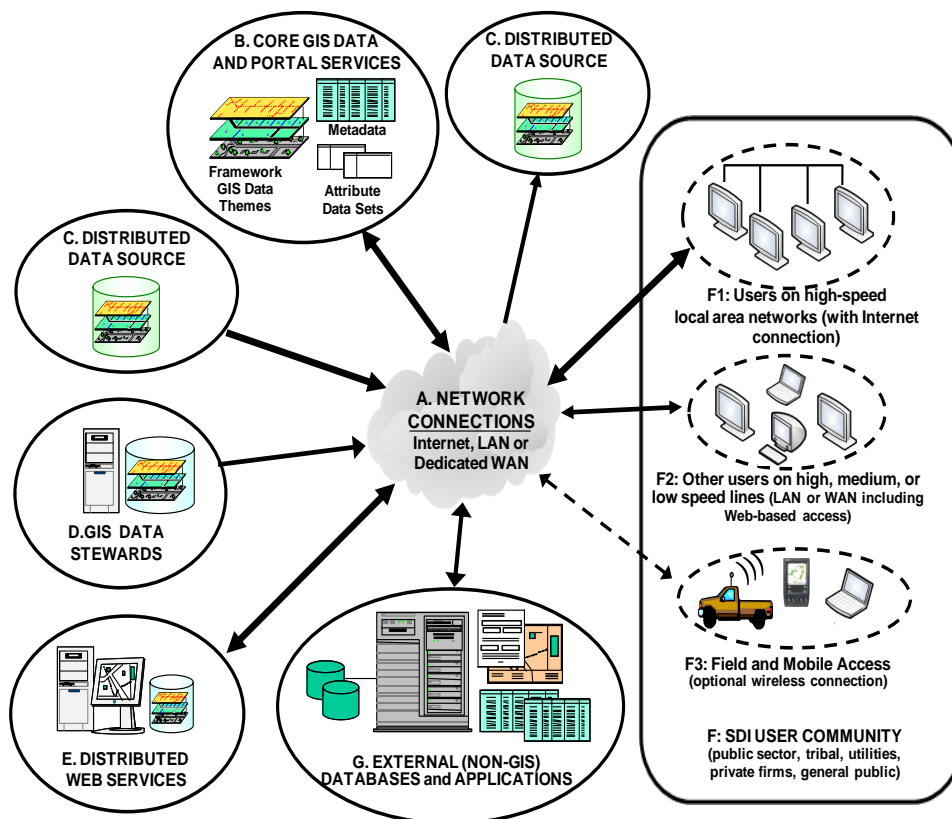 B. CORE GIS DATA
AND PORTAL SERVICES
Metadata
Framework
GIS Data
Themes
Attribute
Data Sets
C. DISTRIBUTED
DATA SOURCE
C. DISTRIBUTED
DATA SOURCE
A. NETWORK
CONNECTIONS
Internet, LAN or
Dedicated WAN
D.GIS DATA
STEWARDS
E. DISTRIBUTED
WEB SERVICES
G. EXTERNAL (NON-GIS)
DATABASES and APPLICATIONS
F1: Users on high-speed
local area networks (with Internet
connection)
F2: Other users on high, medium, or
low speed lines (LAN or WAN including
Web-based access)
F3: Field and Mobile Access
(optional wireless connection)
F: SDI USER COMMUNITY
(public sector, tribal, utilities,
private firms, general public)